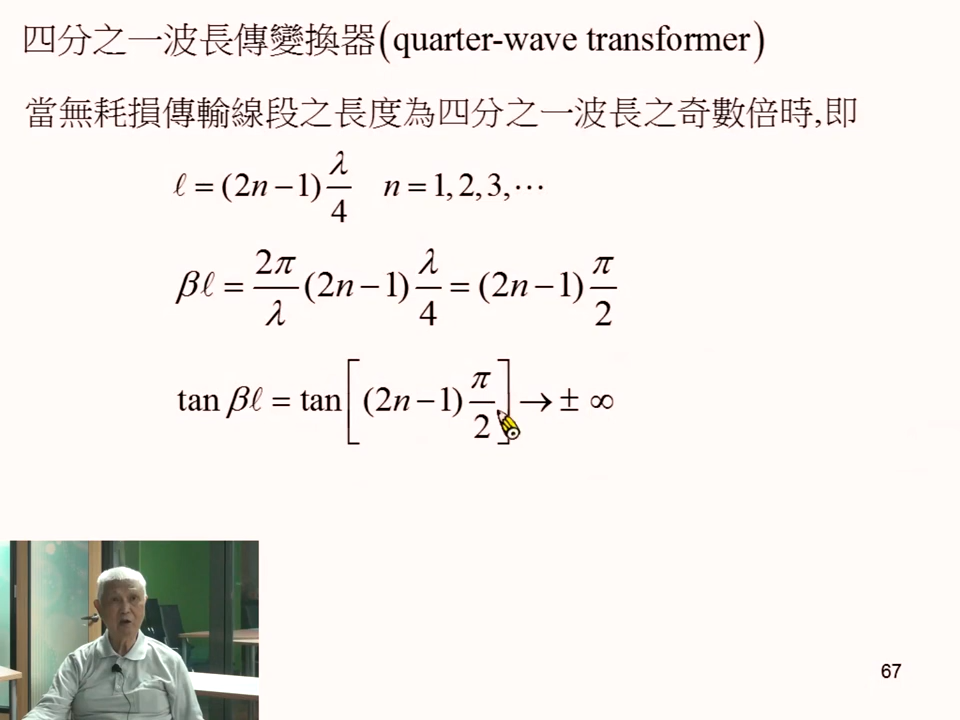 四分之一波長傳變換器(quarter-wave transformer)
當無耗損傳輸線段之長度為四分之一波長之奇數倍時,即
ℓ = (2n − 1) λ/4   n = 1, 2, 3, ⋯
βℓ = 2π/λ (2n − 1) λ/4 = (2n − 1) π/2
tan βℓ = tan[(2n − 1) π/2] → ± ∞
67